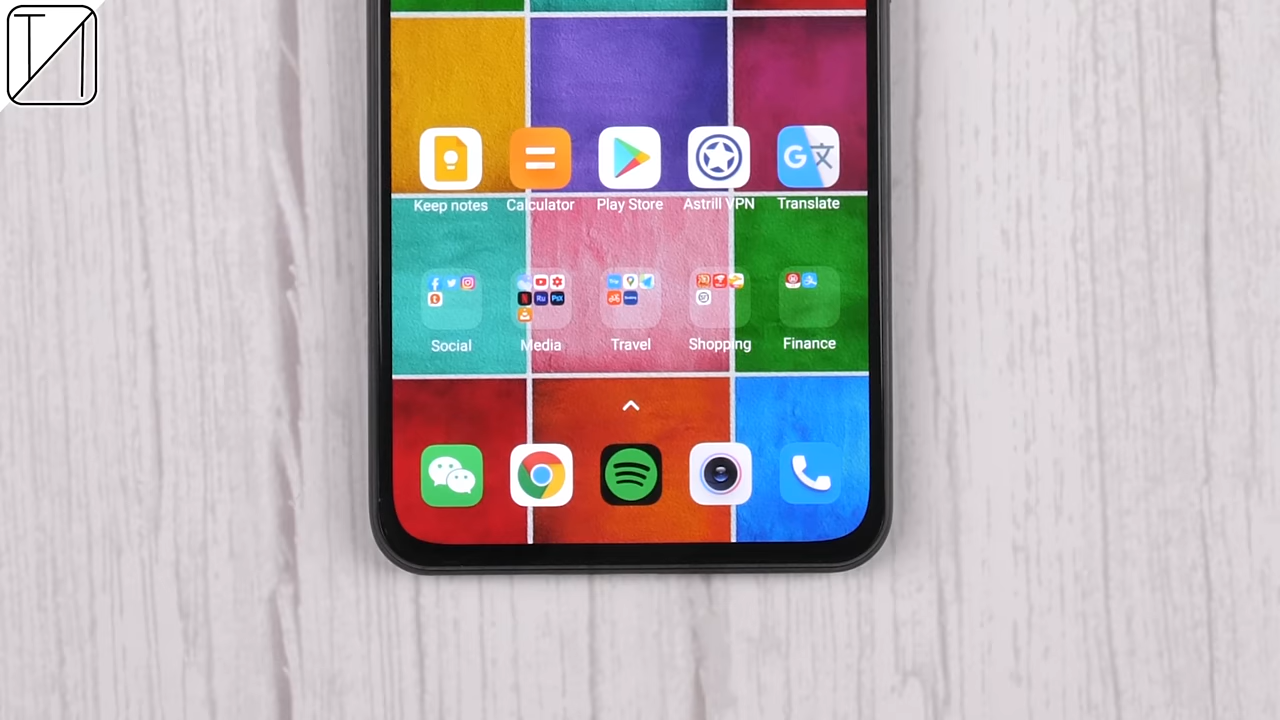 Keep notes
Calculator
Play Store
Astrill VPN
Translate
Social
Media
Travel
Shopping
Finance